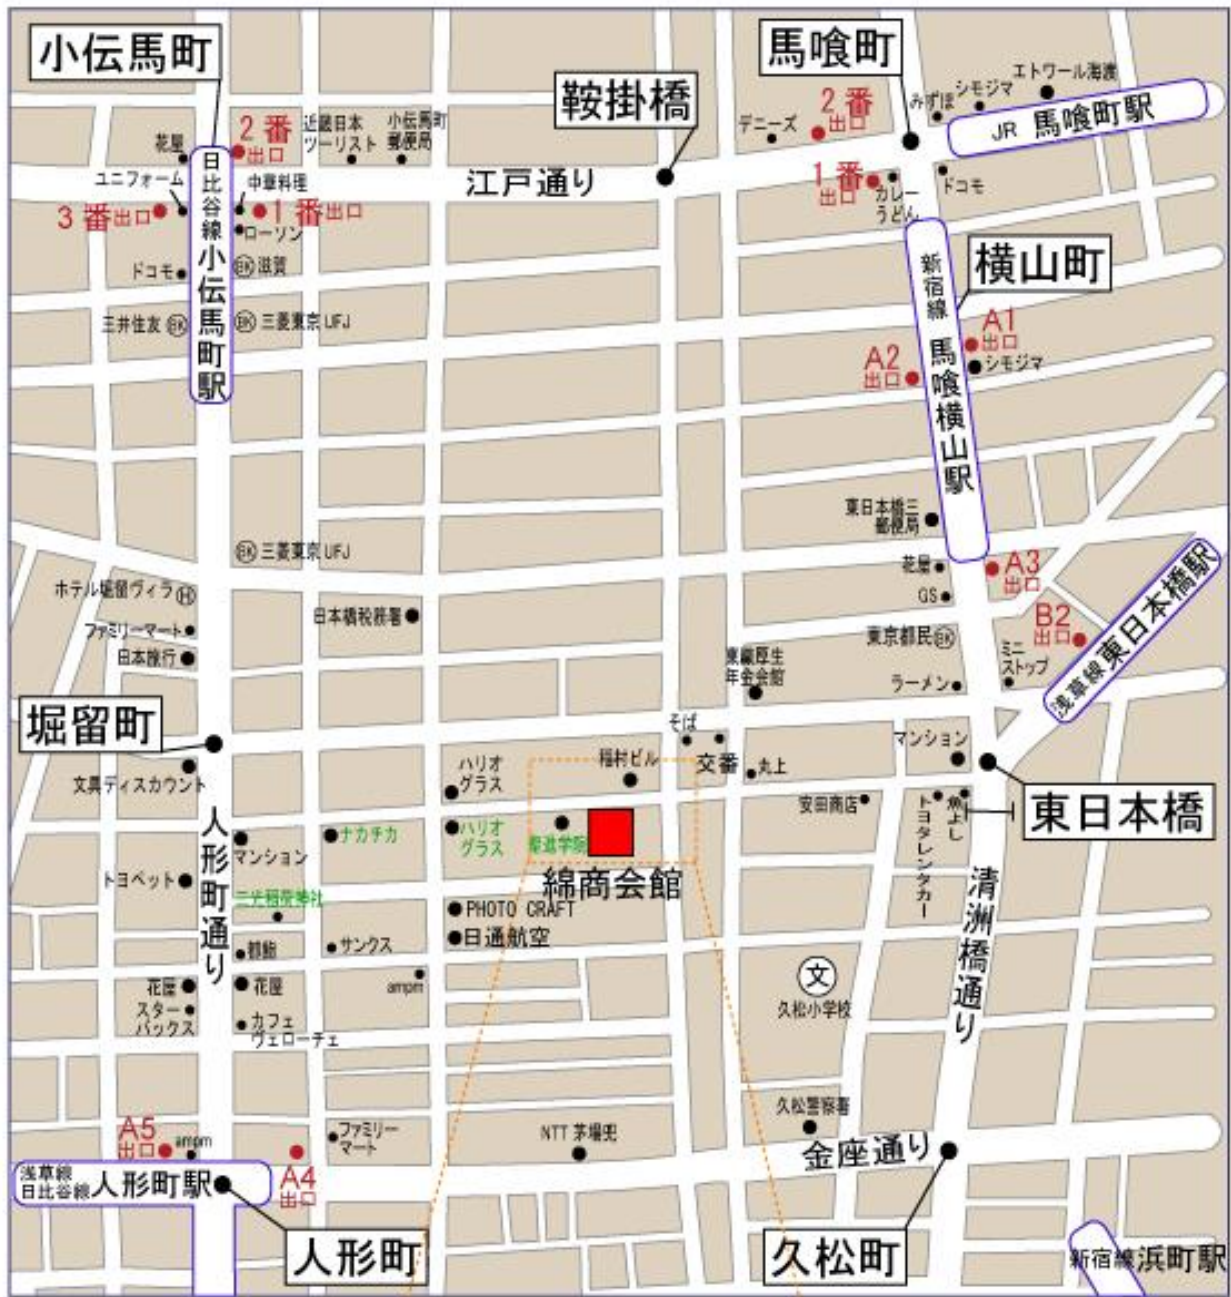 小伝馬町
馬喰町
鞍掛橋
エトワール海渡
シモジマ
みずほ
JR 馬喰町駅
2番
出口
近畿日本
ツーリスト
小伝馬町
郵便局
デニーズ
2番
出口
花屋
ユニフォーム
中華料理
3番出口
1番出口
ローソン
江戸通り
1番
出口
カレー
うどん
ドコモ
日比谷線 小伝馬町駅
ドコモ
BK 滋賀
三井住友 BK
BK 三菱東京UFJ
横山町
新宿線 馬喰横山駅
A1
出口
シモジマ
A2
出口
東日本橋三
郵便局
BK 三菱東京UFJ
花屋
A3
出口
GS
ホテル堀留ヴィラ H
ファミリーマート
日本旅行
日本橋税務署
東京都民 BK
B2
出口
浅草線 東日本橋駅
ミニ
ストップ
ラーメン
年金会館
堀留町
そば
交番
丸上
稲村ビル
マンション
文具ディスカウント
ハリオ
グラス
安田商店
トヨタレンタカー
魚よし
東日本橋
人形町通り
マンション
ナカチカ
ハリオ
グラス
綿商会館
トヨペット
三光稲荷神社
PHOTO CRAFT
日通航空
清洲橋通り
サンクス
ampm
花屋
花屋
スター
バックス
カフェ
ヴェローチェ
文
久松小学校
久松警察署
A5
出口
ampm
A4
出口
ファミリー
マート
NTT 茅場兜
金座通り
浅草線
日比谷線 人形町駅
人形町
久松町
新宿線 浜町駅